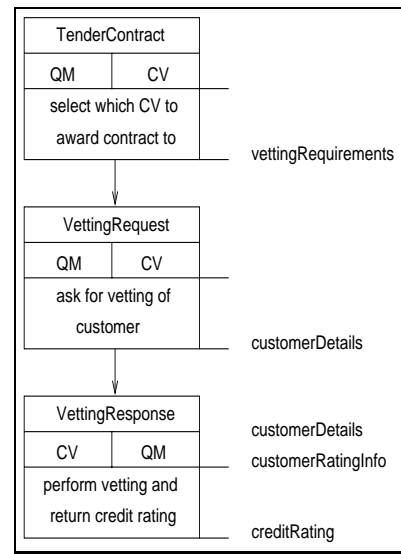 TenderContract
QM CV
select which CV to
award contract to
vettingRequirements
VettingRequest
QM CV
ask for vetting of
customer
customerDetails
VettingResponse
customerDetails
CV QM
customerRatingInfo
perform vetting and
return credit rating
creditRating